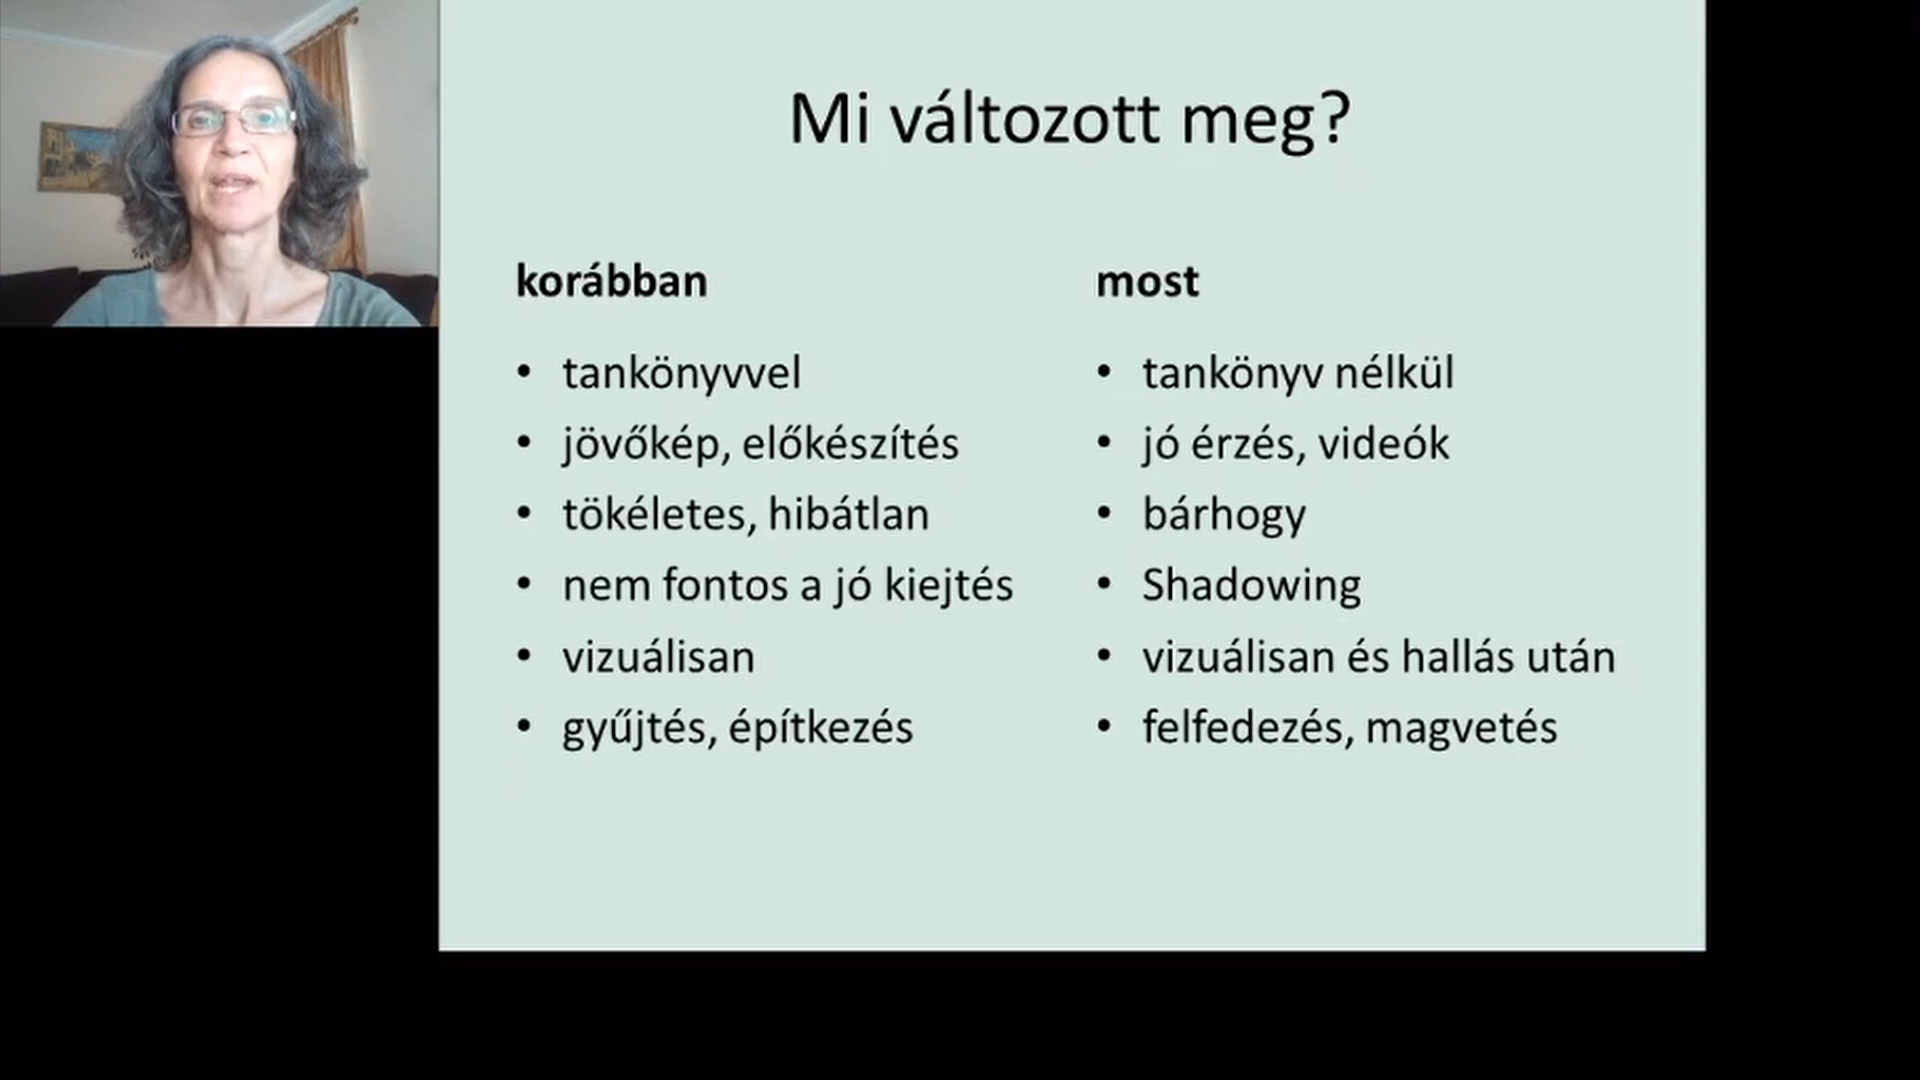 Mi változott meg?
korábban
• tankönyvvel
• jövőkép, előkészítés
• tökéletes, hibátlan
• nem fontos a jó kiejtés
• vizuálisan
• gyűjtés, építkezés
most
• tankönyv nélkül
• jó érzés, videók
• bárhogy
• Shadowing
• vizuálisan és hallás után
• felfedezés, magvetés